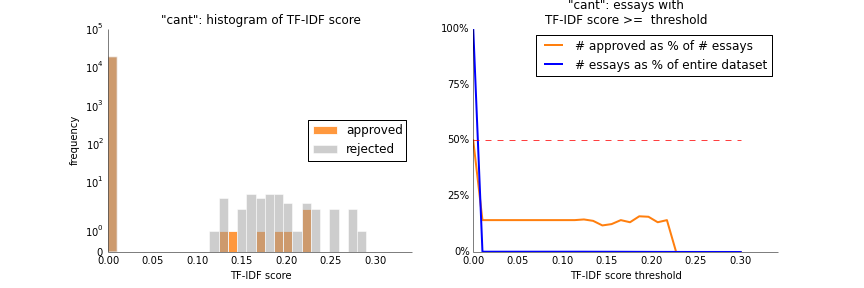 "cant": histogram of TF-IDF score
10^5
10^4
10^3
10^2
10^1
10^0
0
frequency
approved
rejected
0.00 0.05 0.10 0.15 0.20 0.25 0.30
TF-IDF score
"cant": essays with
TF-IDF score >= threshold
100%
75%
50%
25%
0%
# approved as % of # essays
# essays as % of entire dataset
0.00 0.05 0.10 0.15 0.20 0.25 0.30
TF-IDF score threshold